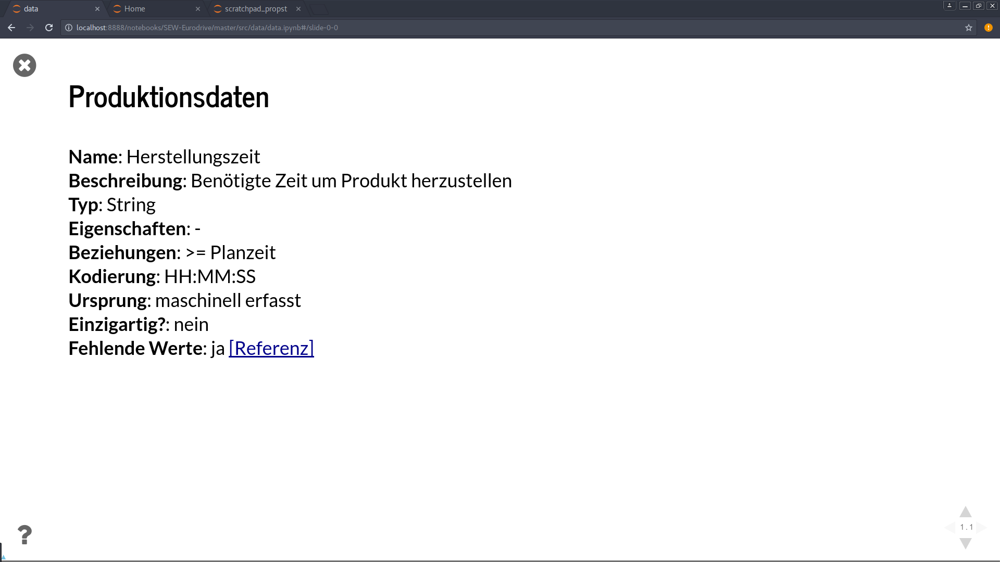 data
Home
scratchpad_propst
localhost:8888/notebooks/SEW-Eurodrive/master/src/data/data.ipynb#/slide-0-0
Produktionsdaten
Name: Herstellungszeit
Beschreibung: Benötigte Zeit um Produkt herzustellen
Typ: String
Eigenschaften: -
Beziehungen: >= Planzeit
Kodierung: HH:MM:SS
Ursprung: maschinell erfasst
Einzigartig?: nein
Fehlende Werte: ja [Referenz]
?
1.1